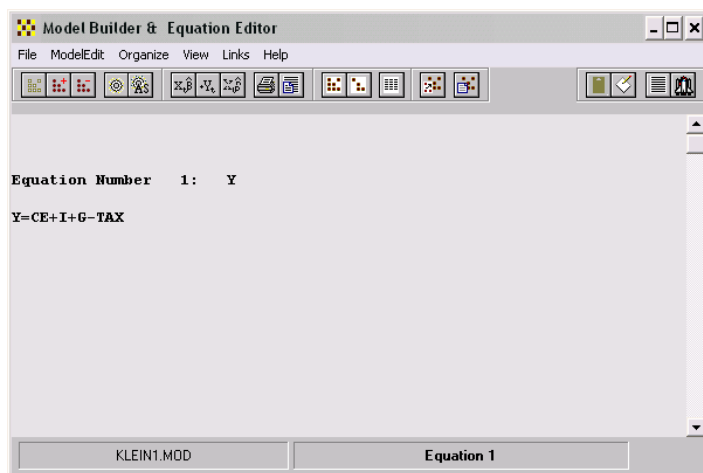 Model Builder & Equation Editor
File ModelEdit Organize View Links Help
Equation Number 1: Y
Y=CE+I+G-TAX
KLEIN1.MOD
Equation 1